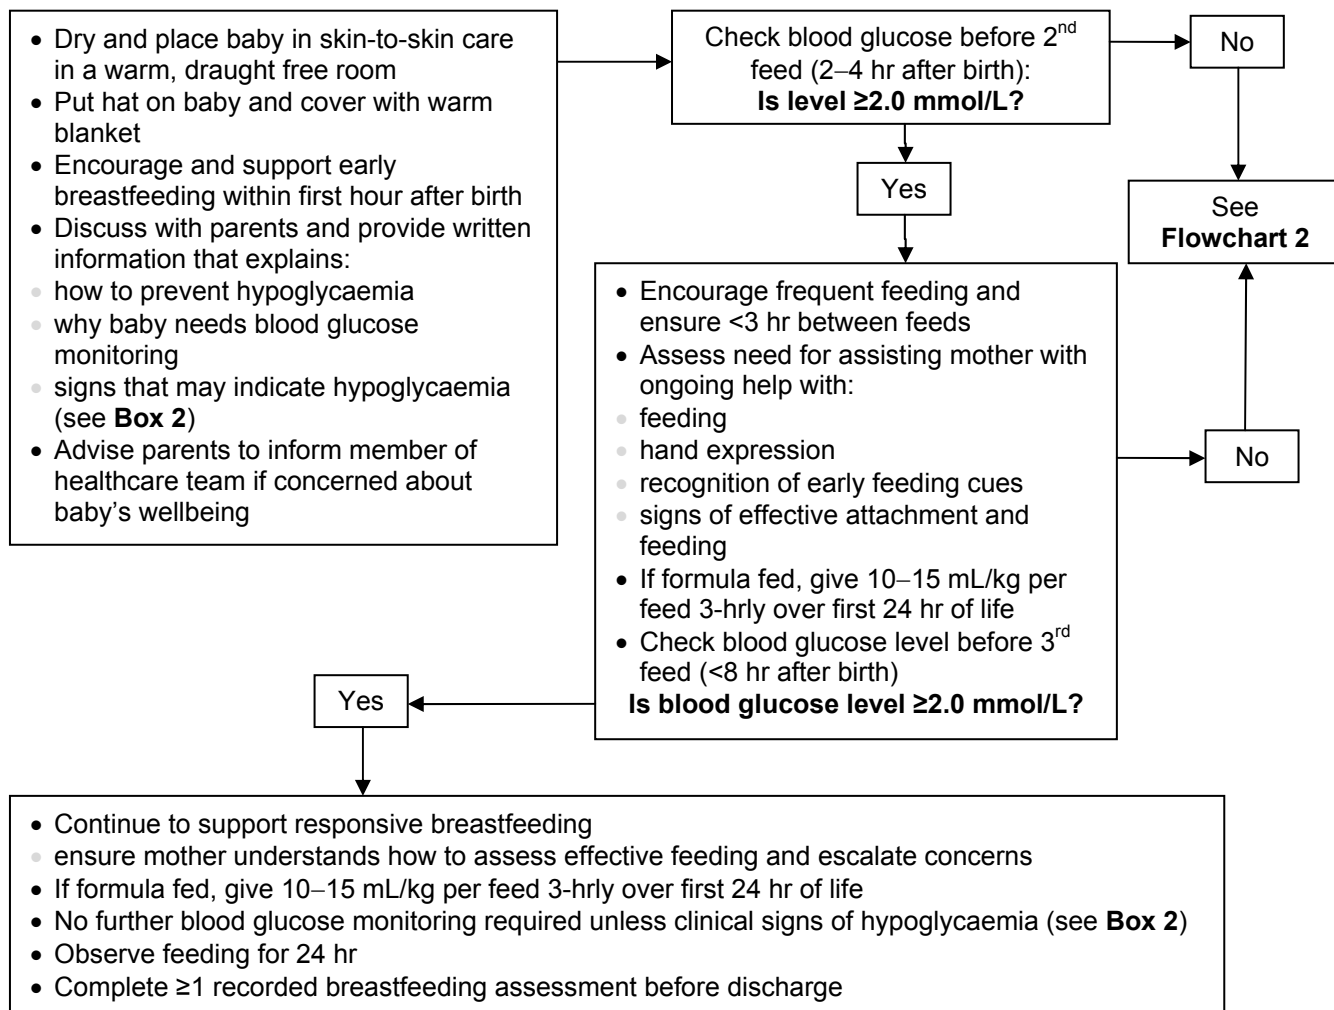 • Dry and place baby in skin-to-skin care
in a warm, draught free room
• Put hat on baby and cover with warm
blanket
• Encourage and support early
breastfeeding within first hour after birth
• Discuss with parents and provide written
information that explains:
• how to prevent hypoglycaemia
• why baby needs blood glucose
monitoring
• signs that may indicate hypoglycaemia
(see Box 2)
• Advise parents to inform member of
healthcare team if concerned about
baby’s wellbeing
Check blood glucose before 2nd
feed (2–4 hr after birth):
Is level ≥2.0 mmol/L?
No
See
Flowchart 2
Yes
• Encourage frequent feeding and
ensure <3 hr between feeds
• Assess need for assisting mother with
ongoing help with:
• feeding
• hand expression
• recognition of early feeding cues
• signs of effective attachment and
feeding
• If formula fed, give 10–15 mL/kg per
feed 3-hrly over first 24 hr of life
• Check blood glucose level before 3rd
feed (<8 hr after birth)
Is blood glucose level ≥2.0 mmol/L?
No
Yes
• Continue to support responsive breastfeeding
• ensure mother understands how to assess effective feeding and escalate concerns
• If formula fed, give 10–15 mL/kg per feed 3-hrly over first 24 hr of life
• No further blood glucose monitoring required unless clinical signs of hypoglycaemia (see Box 2)
• Observe feeding for 24 hr
• Complete ≥1 recorded breastfeeding assessment before discharge